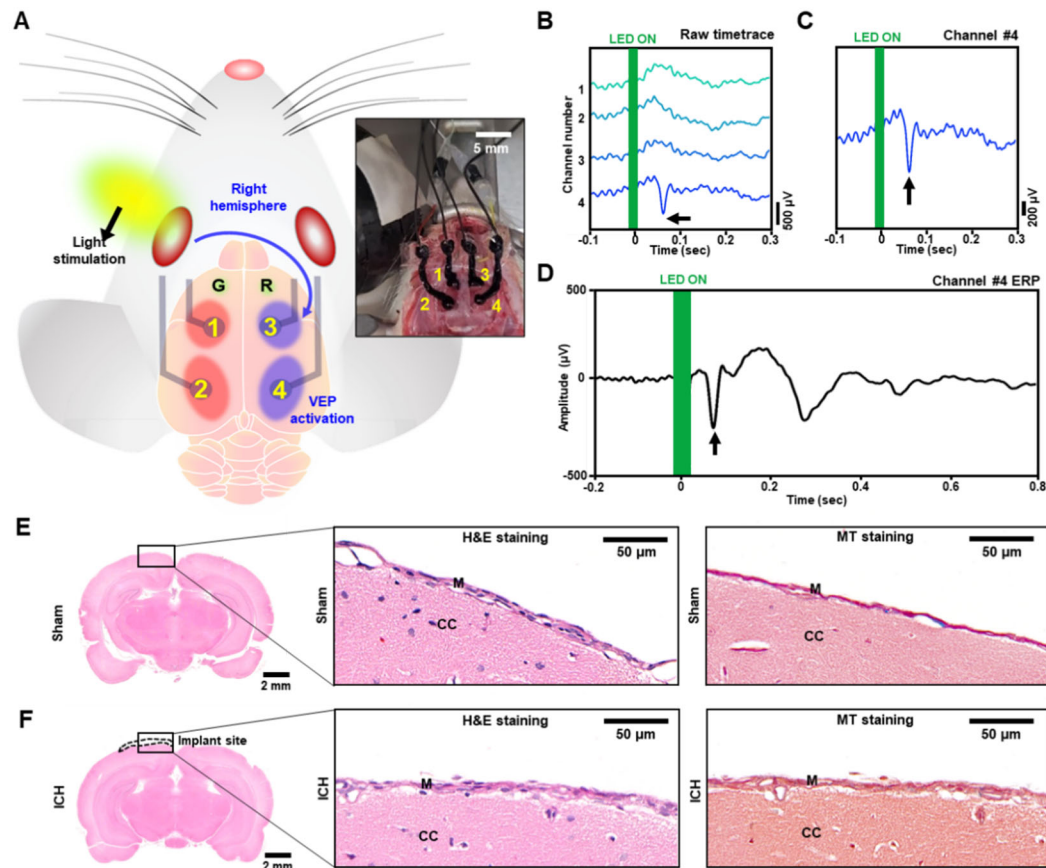 A
Light
stimulation
Right
hemisphere
G
R
1
2
3
4
VEP
activation
5 mm
1
2
3
4
B
LED ON
Raw timetrace
Channel number
1
2
3
4
500 µV
-0.1
0
0.1
0.2
0.3
Time (sec)
C
LED ON
Channel #4
200 µV
-0.1
0
0.1
0.2
0.3
Time (sec)
D
LED ON
Channel #4 ERP
Amplitude (µV)
500
0
-500
-0.2
0
0.2
0.4
0.6
0.8
Time (sec)
E
Sham
2 mm
Sham
H&E staining
50 µm
M
CC
Sham
MT staining
50 µm
M
CC
F
ICH
Implant site
2 mm
ICH
H&E staining
50 µm
M
CC
ICH
MT staining
50 µm
M
CC